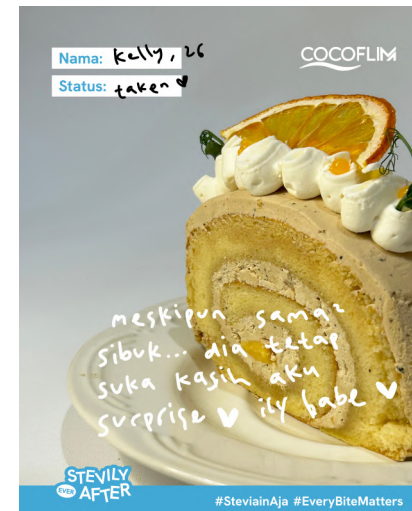 Nama: Kelly, 26
COCOFLIM
Status: taken ♥
meskipun sama²
sibuk... dia tetap
suka kasih aku
surprise ♥ ily babe ♥
STEVILY
EVER AFTER
#SteviainAja #EveryBiteMatters